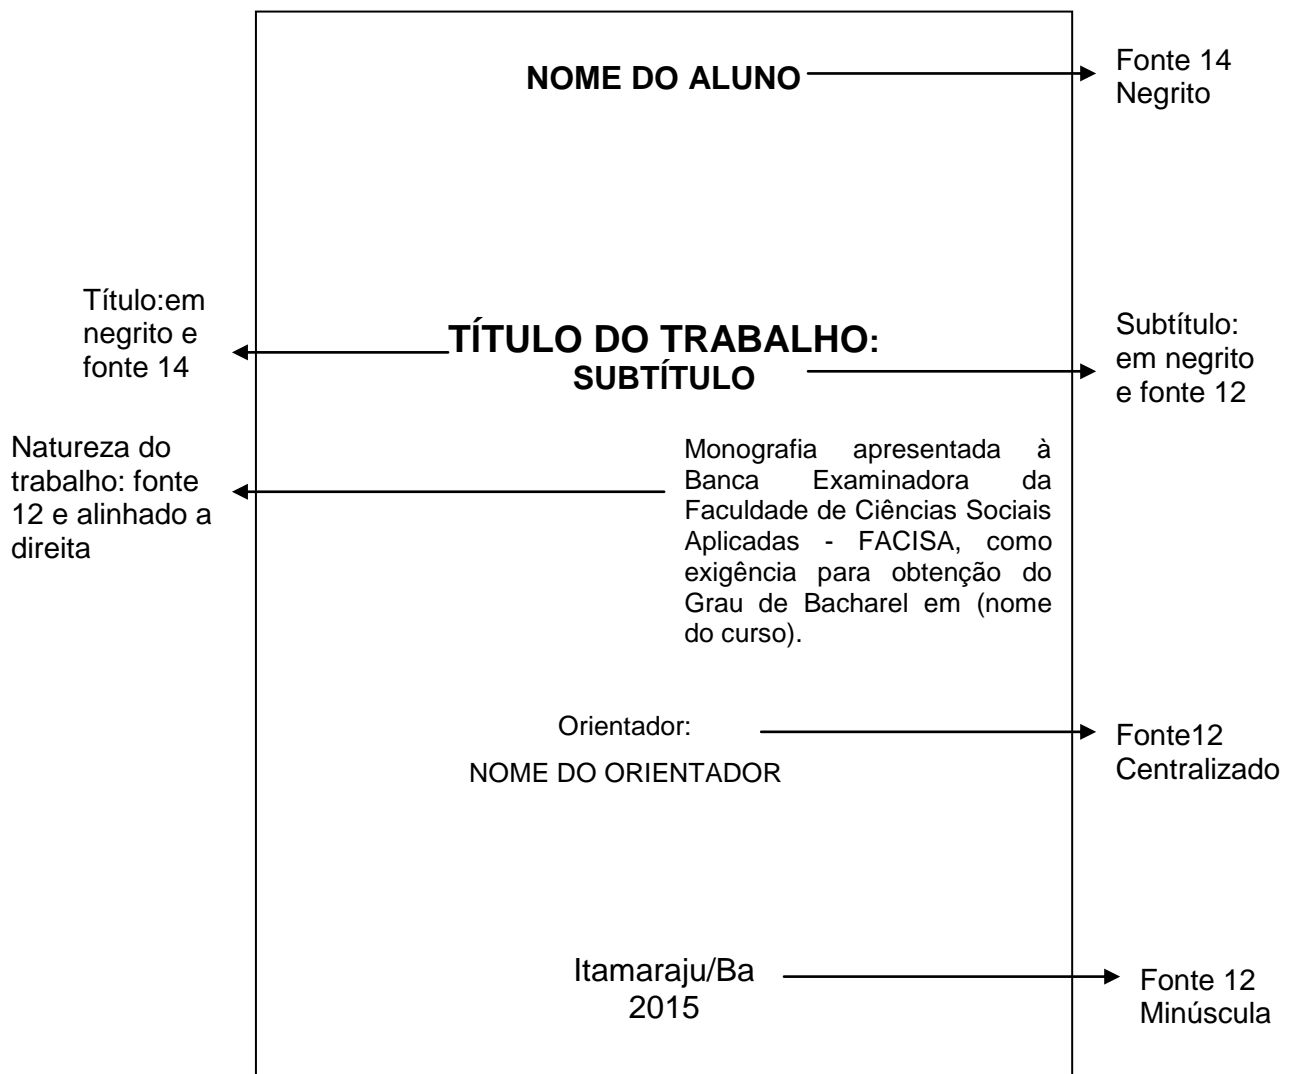 NOME DO ALUNO
Fonte 14
Negrito
Título:em
negrito e
fonte 14
TÍTULO DO TRABALHO:
SUBTÍTULO
Subtítulo:
em negrito
e fonte 12
Natureza do
trabalho: fonte
12 e alinhado a
direita
Monografia apresentada à
Banca Examinadora da
Faculdade de Ciências Sociais
Aplicadas - FACISA, como
exigência para obtenção do
Grau de Bacharel em (nome
do curso).
Orientador:
NOME DO ORIENTADOR
Fonte12
Centralizado
Itamaraju/Ba
2015
Fonte 12
Minúscula